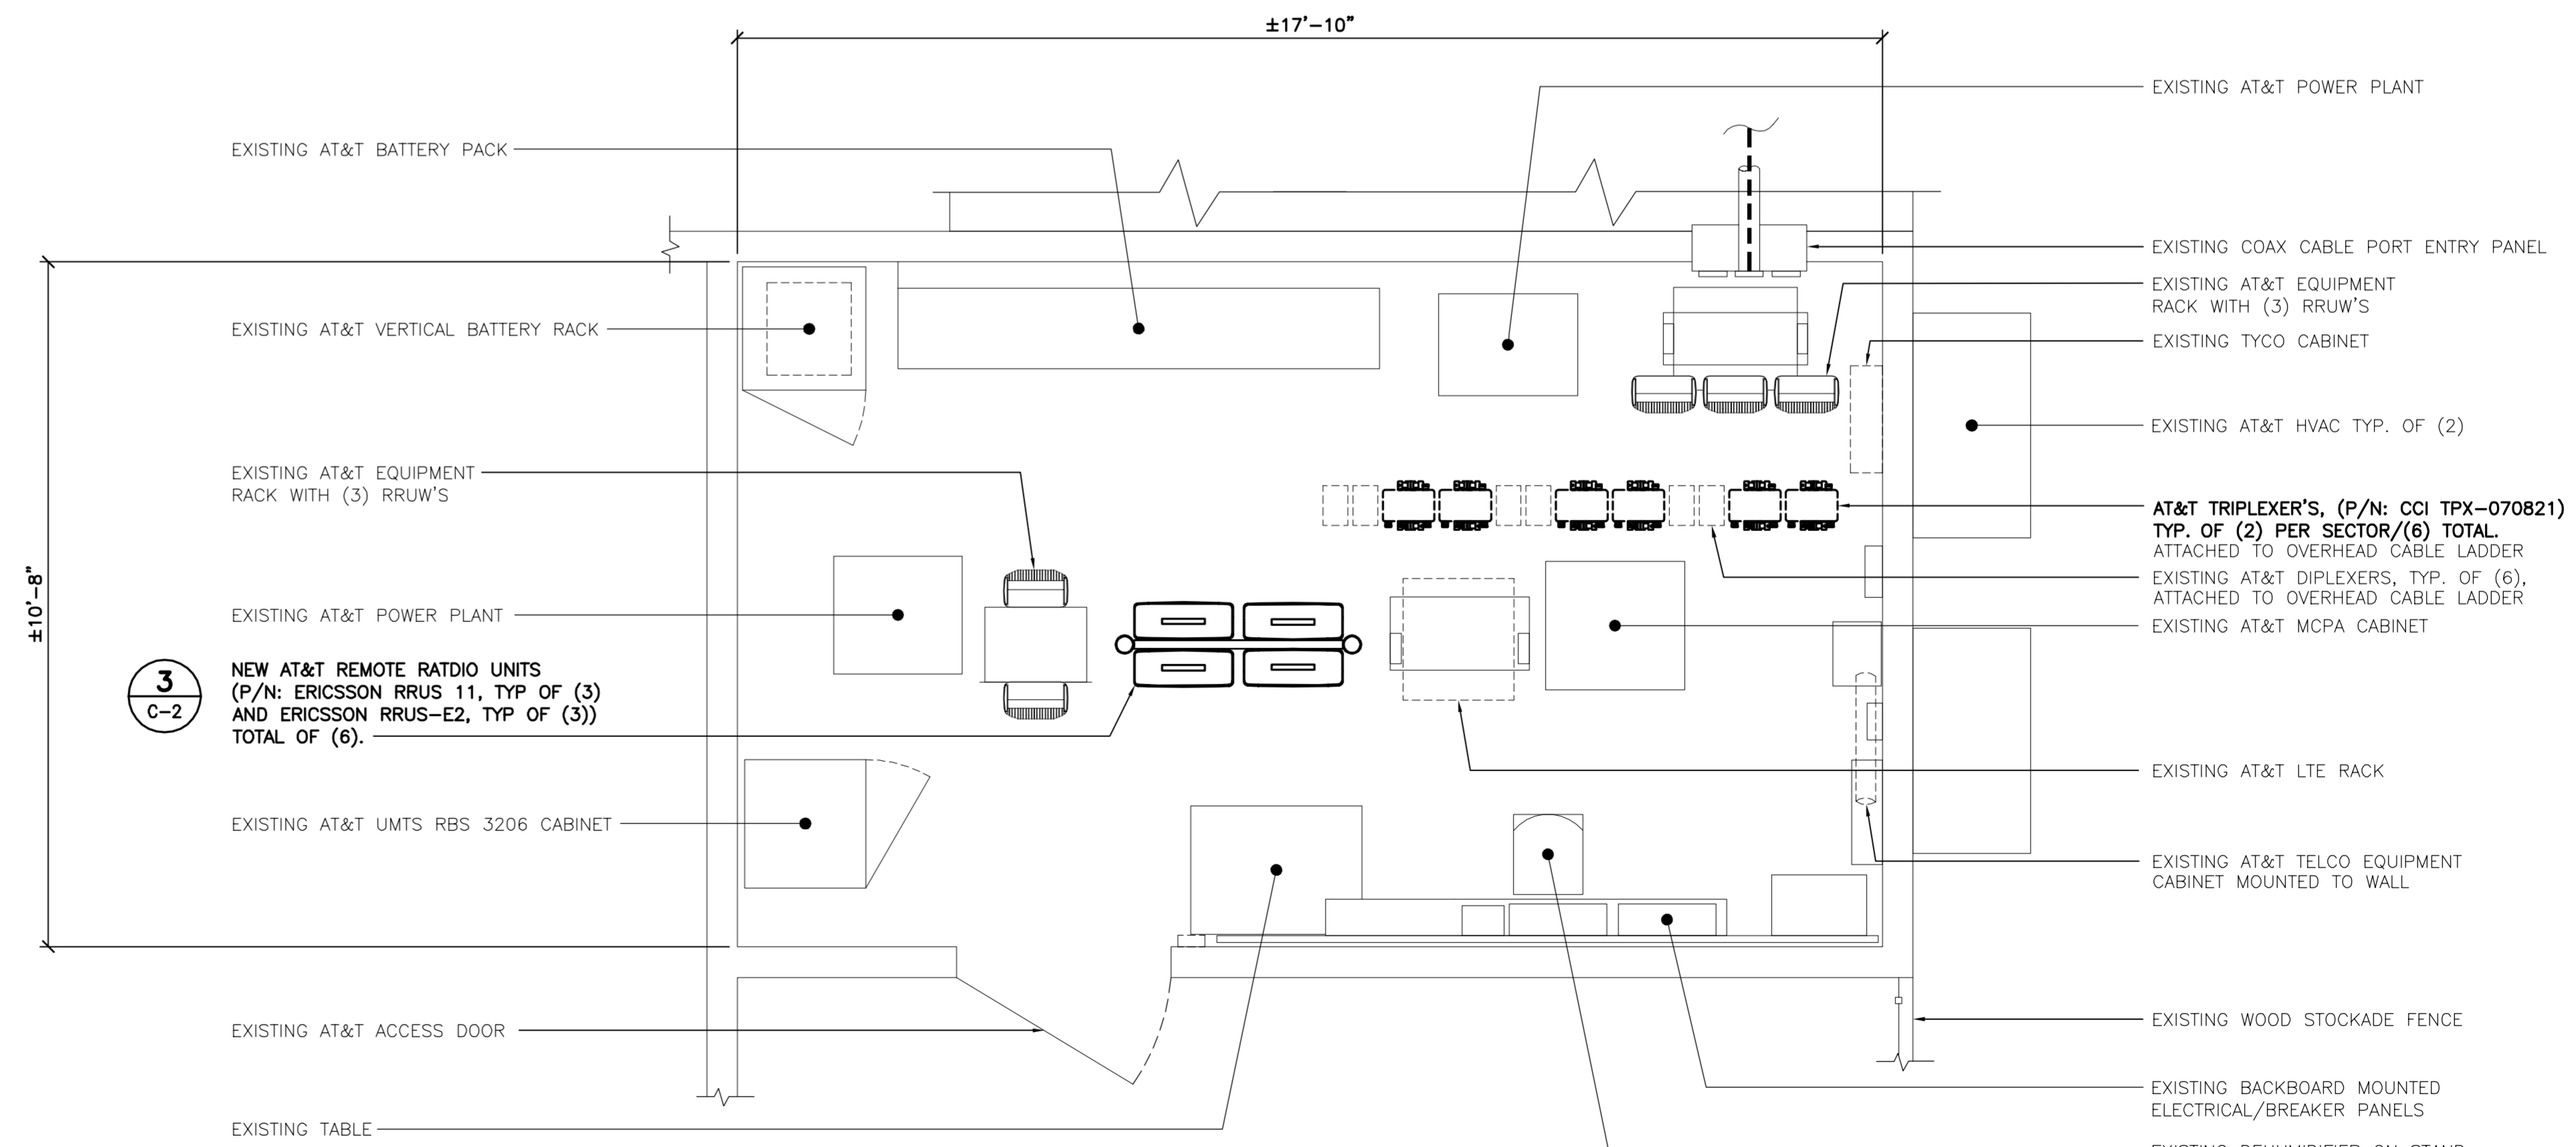 ±17'-10"
EXISTING AT&T POWER PLANT
EXISTING AT&T BATTERY PACK
EXISTING COAX CABLE PORT ENTRY PANEL
EXISTING AT&T EQUIPMENT
RACK WITH (3) RRUW'S
EXISTING AT&T VERTICAL BATTERY RACK
EXISTING TYCO CABINET
EXISTING AT&T HVAC TYP. OF (2)
EXISTING AT&T EQUIPMENT
RACK WITH (3) RRUW'S
AT&T TRIPLEXER'S, (P/N: CCI TPX-070821)
TYP. OF (2) PER SECTOR/(6) TOTAL.
ATTACHED TO OVERHEAD CABLE LADDER
EXISTING AT&T DIPLEXERS, TYP. OF (6),
ATTACHED TO OVERHEAD CABLE LADDER
±10'-8"
EXISTING AT&T POWER PLANT
EXISTING AT&T MCPA CABINET
3
C-2
NEW AT&T REMOTE RATDIO UNITS
(P/N: ERICSSON RRUS 11, TYP OF (3)
AND ERICSSON RRUS-E2, TYP OF (3))
TOTAL OF (6).
EXISTING AT&T LTE RACK
EXISTING AT&T UMTS RBS 3206 CABINET
EXISTING AT&T TELCO EQUIPMENT
CABINET MOUNTED TO WALL
EXISTING AT&T ACCESS DOOR
EXISTING WOOD STOCKADE FENCE
EXISTING BACKBOARD MOUNTED
ELECTRICAL/BREAKER PANELS
EXISTING TABLE
EXISTING DEHUMIDIFIER ON STAND